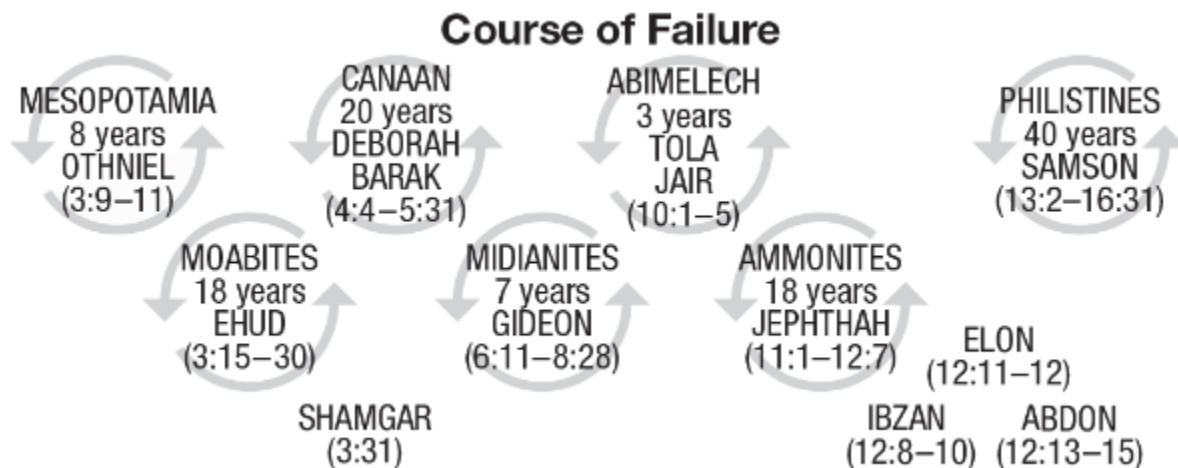 Course of Failure
MESOPOTAMIA
8 years
OTHNIEL
(3:9–11)
MOABITES
18 years
EHUD
(3:15–30)
SHAMGAR
(3:31)
CANAAN
20 years
DEBORAH
BARAK
(4:4–5:31)
MIDIANITES
7 years
GIDEON
(6:11–8:28)
ABIMELECH
3 years
TOLA
JAIR
(10:1–5)
AMMONITES
18 years
JEPHTHAH
(11:1–12:7)
IBZAN
(12:8–10)
ELON
(12:11–12)
ABDON
(12:13–15)
PHILISTINES
40 years
SAMSON
(13:2–16:31)